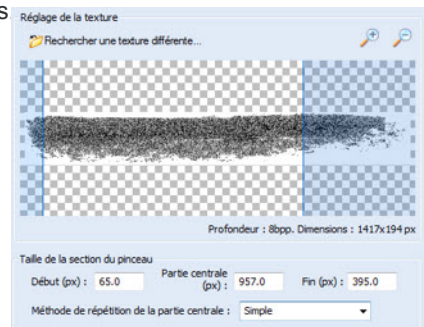 s
Réglage de la texture
Rechercher une texture différente...
Profondeur : 8bpp. Dimensions : 1417x194 px
Taille de la section du pinceau
Début (px) : 65.0 Partie centrale (px) : 957.0 Fin (px) : 395.0
Méthode de répétition de la partie centrale : Simple